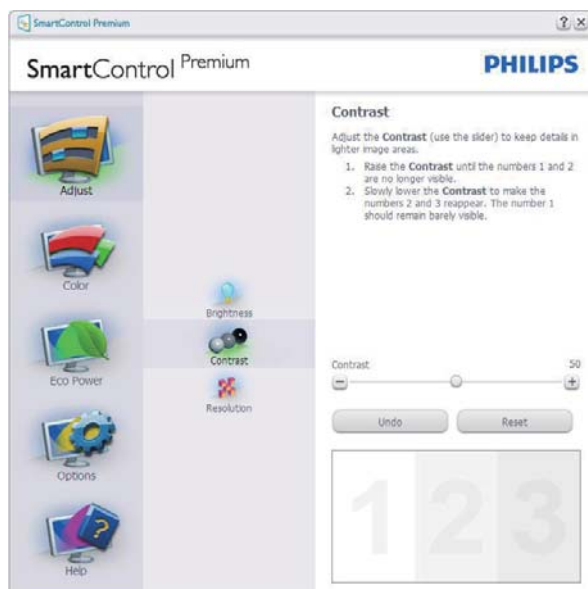 SmartControl Premium
? x
SmartControl Premium
PHILIPS
Adjust
Color
Eco Power
Options
Help
Brightness
Contrast
Resolution
Contrast
Adjust the Contrast (use the slider) to keep details in
lighter image areas.
1. Raise the Contrast until the numbers 1 and 2
are no longer visible.
2. Slowly lower the Contrast to make the
numbers 2 and 3 reappear. The number 1
should remain barely visible.
Contrast 50
Undo Reset
1 2 3